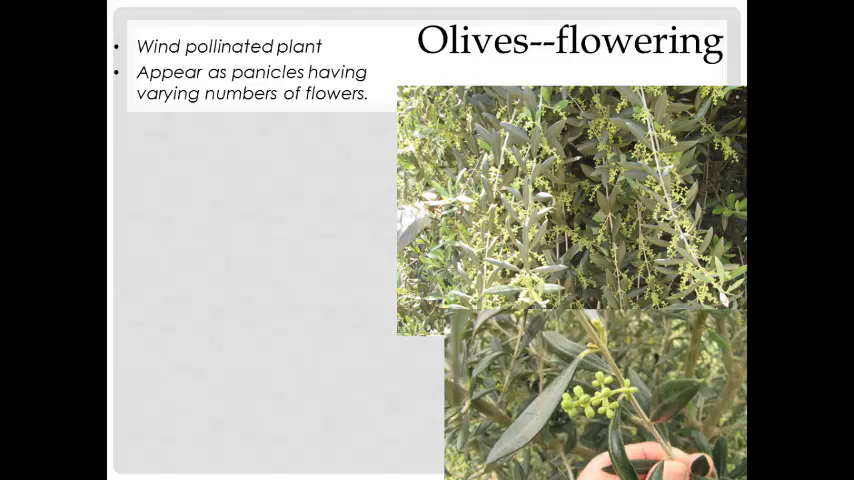 Olives--flowering
• Wind pollinated plant
• Appear as panicles having
varying numbers of flowers.